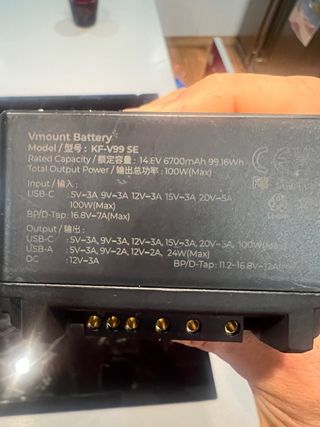 Vmount Battery
Model / 型号: KF-V99 SE
Rated Capacity / 额定容量: 14.8V 6700mAh 99.16Wh
Total Output Power / 输出总功率: 100W(Max)
Input / 输入:
USB-C :5V⎓3A, 9V⎓3A, 12V⎓3A, 15V⎓3A, 20V⎓5A
100W(Max)
BP/D-Tap: 16.8V⎓7A(Max)
Output / 输出:
USB-C :5V⎓3A, 9V⎓3A, 12V⎓3A, 15V⎓3A, 20V⎓3A, 100W(Max)
USB-A :5V⎓3A, 9V⎓2A, 12V⎓2A, 24W(Max)
DC :12V⎓3A BP/D-Tap: 11.2-16.8V⎓12A